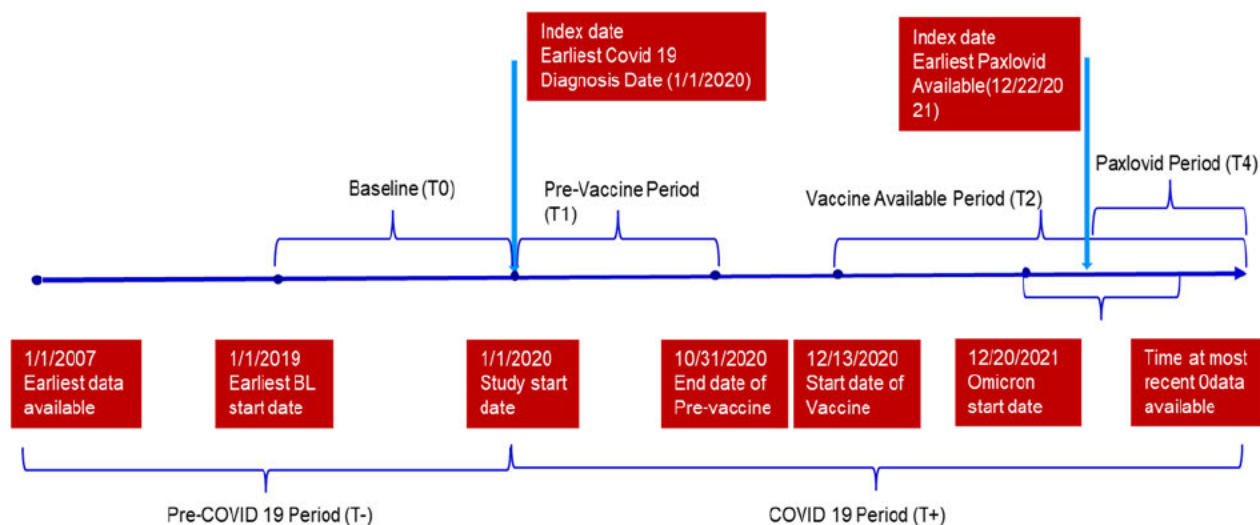 Index date
Earliest Covid 19
Diagnosis Date (1/1/2020)
Index date
Earliest Paxlovid
Available(12/22/20
21)
Baseline (T0)
Pre-Vaccine Period
(T1)
Vaccine Available Period (T2)
Paxlovid Period (T4)
1/1/2007
Earliest data
available
1/1/2019
Earliest BL
start date
1/1/2020
Study start
date
10/31/2020
End date of
Pre-vaccine
12/13/2020
Start date of
Vaccine
12/20/2021
Omicron
start date
Time at most
recent 0data
available
Pre-COVID 19 Period (T-)
COVID 19 Period (T+)